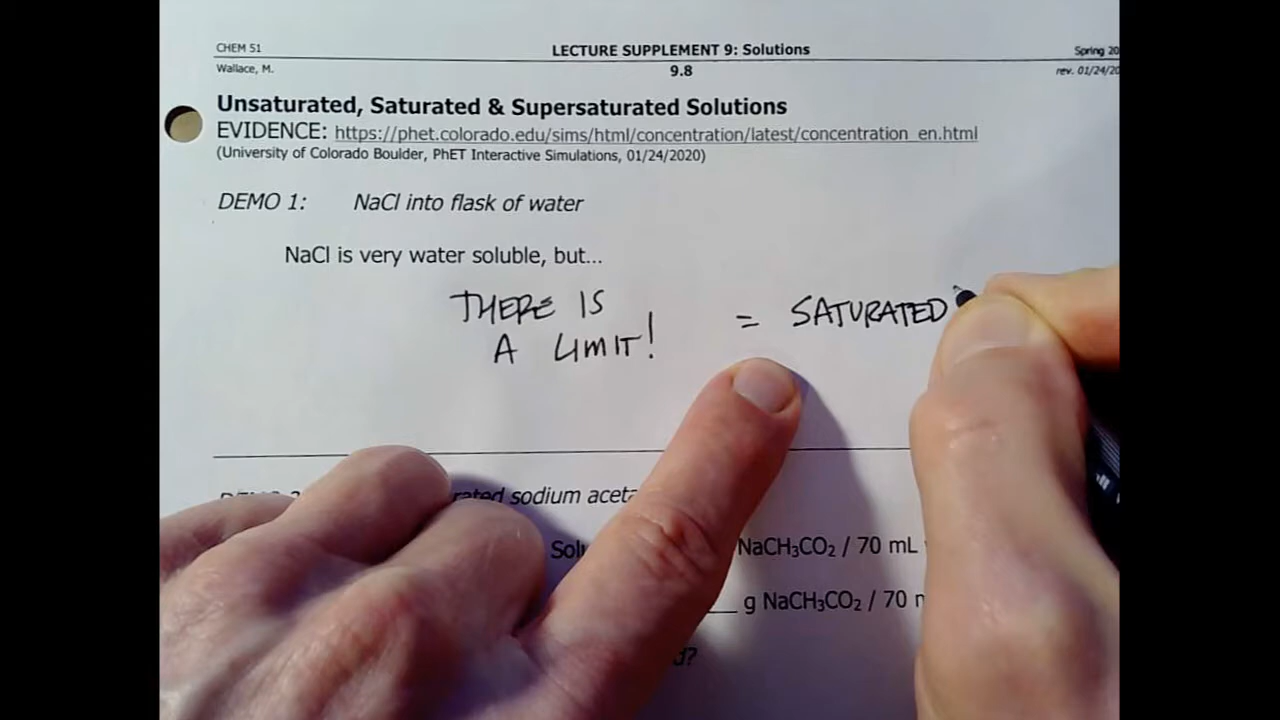 CHEM 51 LECTURE SUPPLEMENT 9: Solutions Spring 20
Wallace, M. 9.8 rev. 01/24/20
Unsaturated, Saturated & Supersaturated Solutions
EVIDENCE: https://phet.colorado.edu/sims/html/concentration/latest/concentration_en.html
(University of Colorado Boulder, PhET Interactive Simulations, 01/24/2020)
DEMO 1: NaCl into flask of water
NaCl is very water soluble, but...
THERE IS
A LIMIT! = SATURATED
sodium
NaCH₃CO₂ / 70 mL
g NaCH₃CO₂ / 70